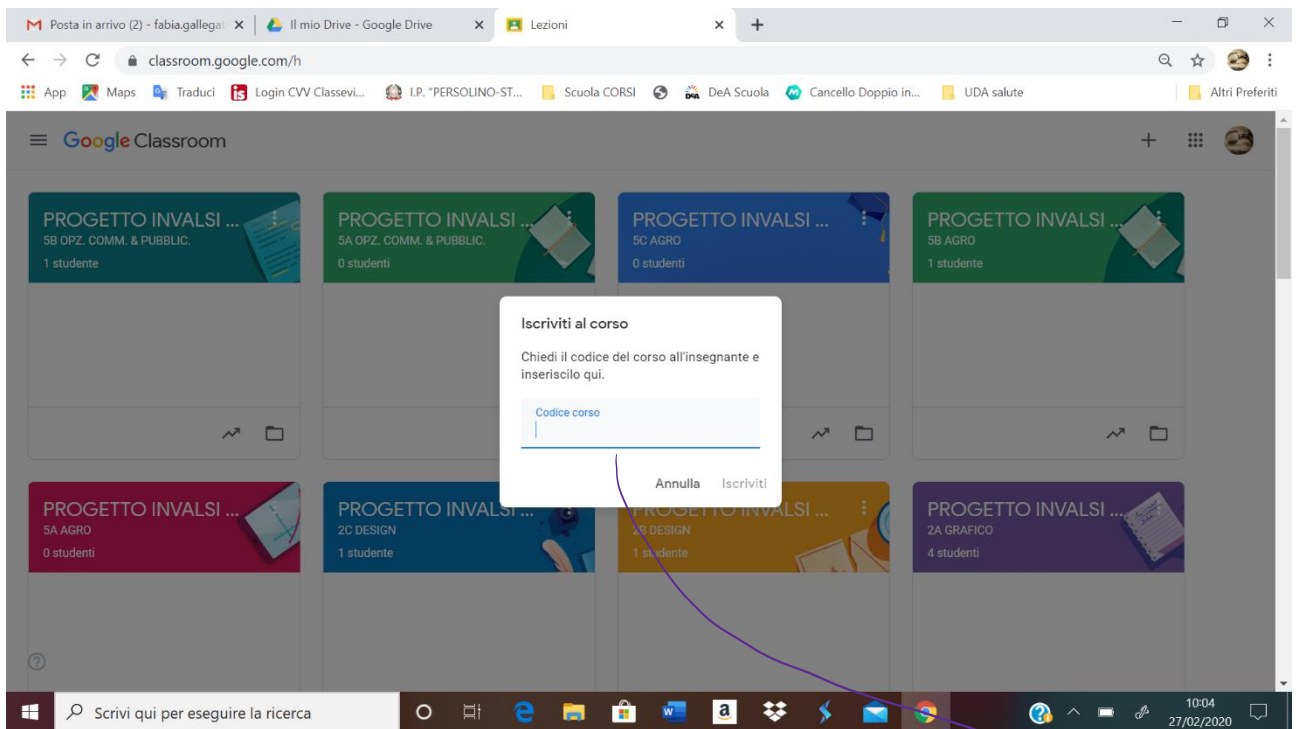 Posta in arrivo (2) - fabia.gallega
Il mio Drive - Google Drive
Lezioni
classroom.google.com/h
App
Maps
Traduci
Login CVV Classevi...
I.P. "PERSOLINO-ST...
Scuola CORSI
DeA Scuola
Cancello Doppio in...
UDA salute
Altri Preferiti
Google Classroom
PROGETTO INVALSI ...
5B OPZ. COMM. & PUBBLIC.
1 studente
PROGETTO INVALSI ...
5A OPZ. COMM. & PUBBLIC.
0 studenti
PROGETTO INVALSI ...
5C AGRO
0 studenti
PROGETTO INVALSI ...
5B AGRO
1 studente
Iscriviti al corso
Chiedi il codice del corso all'insegnante e
inseriscilo qui.
Codice corso
Annulla
Iscriviti
PROGETTO INVALSI ...
5A AGRO
0 studenti
PROGETTO INVALSI ...
2C DESIGN
1 studente
PROGETTO INVALSI ...
2B DESIGN
1 studente
PROGETTO INVALSI ...
2A GRAFICO
4 studenti
Scrivi qui per eseguire la ricerca
10:04
27/02/2020